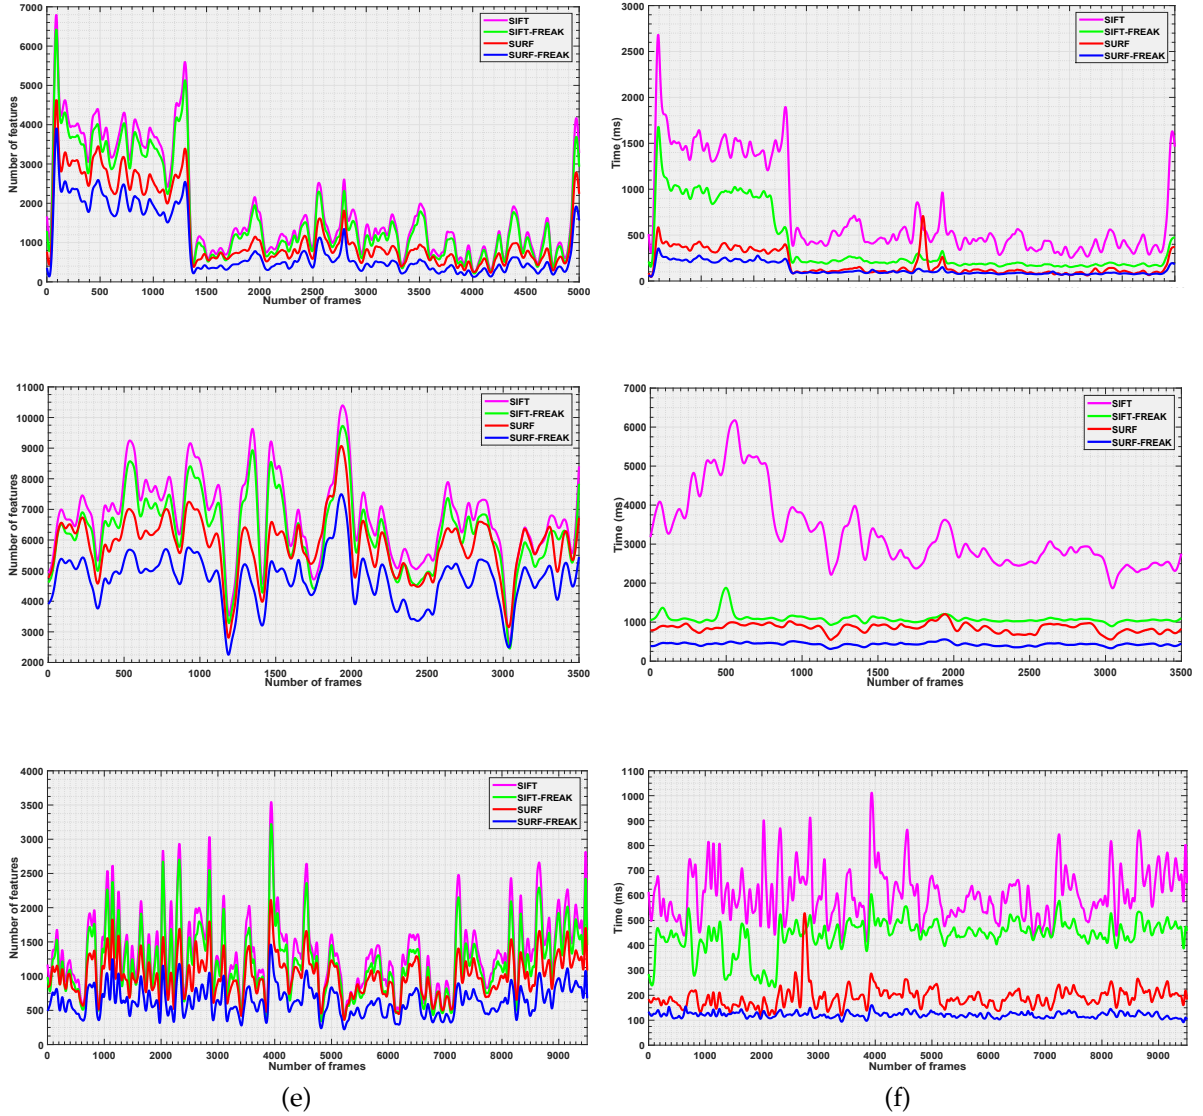 7000
6000
5000
4000
3000
2000
1000
0
Number of features
0 500 1000 1500 2000 2500 3000 3500 4000 4500 5000
Number of frames
SIFT
SIFT-FREAK
SURF
SURF-FREAK
3000
2500
2000
1500
1000
500
0
Time (ms)
SIFT
SIFT-FREAK
SURF
SURF-FREAK
11000
10000
9000
8000
7000
6000
5000
4000
3000
2000
Number of features
0 500 1000 1500 2000 2500 3000 3500
Number of frames
SIFT
SIFT-FREAK
SURF
SURF-FREAK
7000
6000
5000
4000
3000
2000
1000
0
Time (ms)
0 500 1000 1500 2000 2500 3000 3500
Number of frames
SIFT
SIFT-FREAK
SURF
SURF-FREAK
4000
3500
3000
2500
2000
1500
1000
500
0
Number of features
0 1000 2000 3000 4000 5000 6000 7000 8000 9000
Number of frames
SIFT
SIFT-FREAK
SURF
SURF-FREAK
1100
1000
900
800
700
600
500
400
300
200
100
0
Time (ms)
0 1000 2000 3000 4000 5000 6000 7000 8000 9000
Number of frames
SIFT
SIFT-FREAK
SURF
SURF-FREAK
(e)
(f)